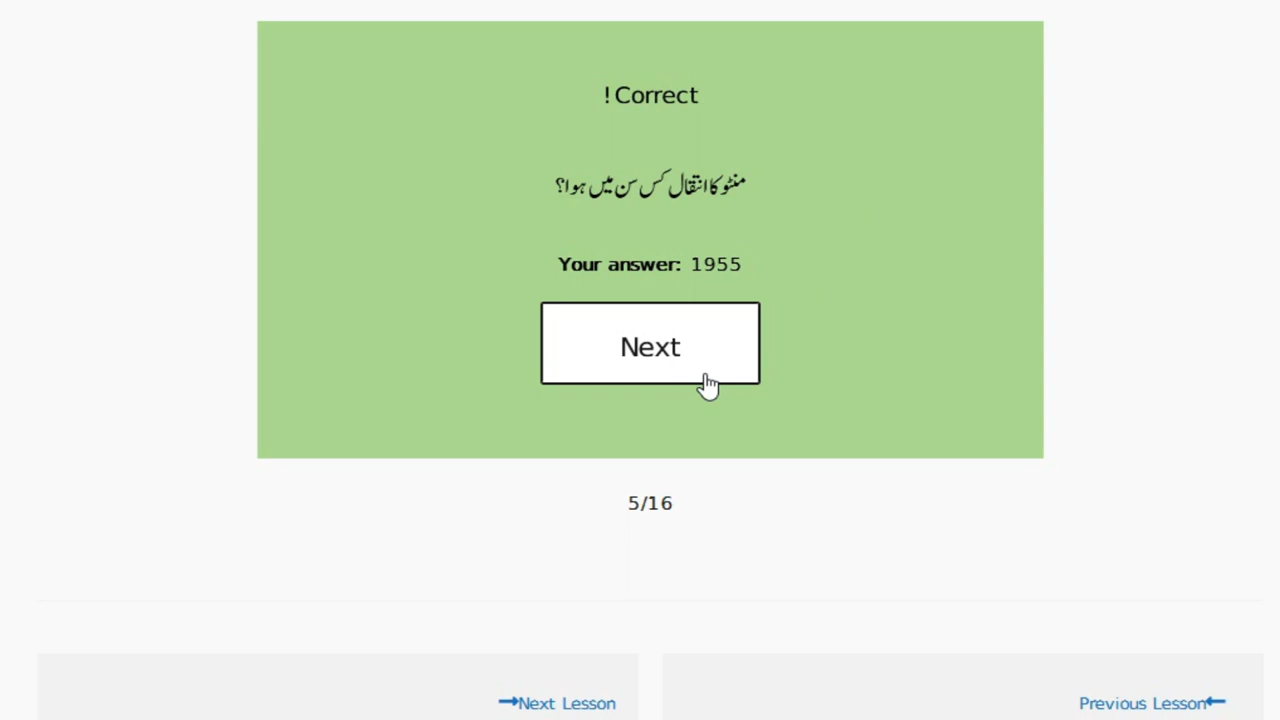 ! Correct
منٹو کا انتقال کس سن میں ہوا؟
Your answer: 1955
Next
5/16
→Next Lesson
Previous Lesson←